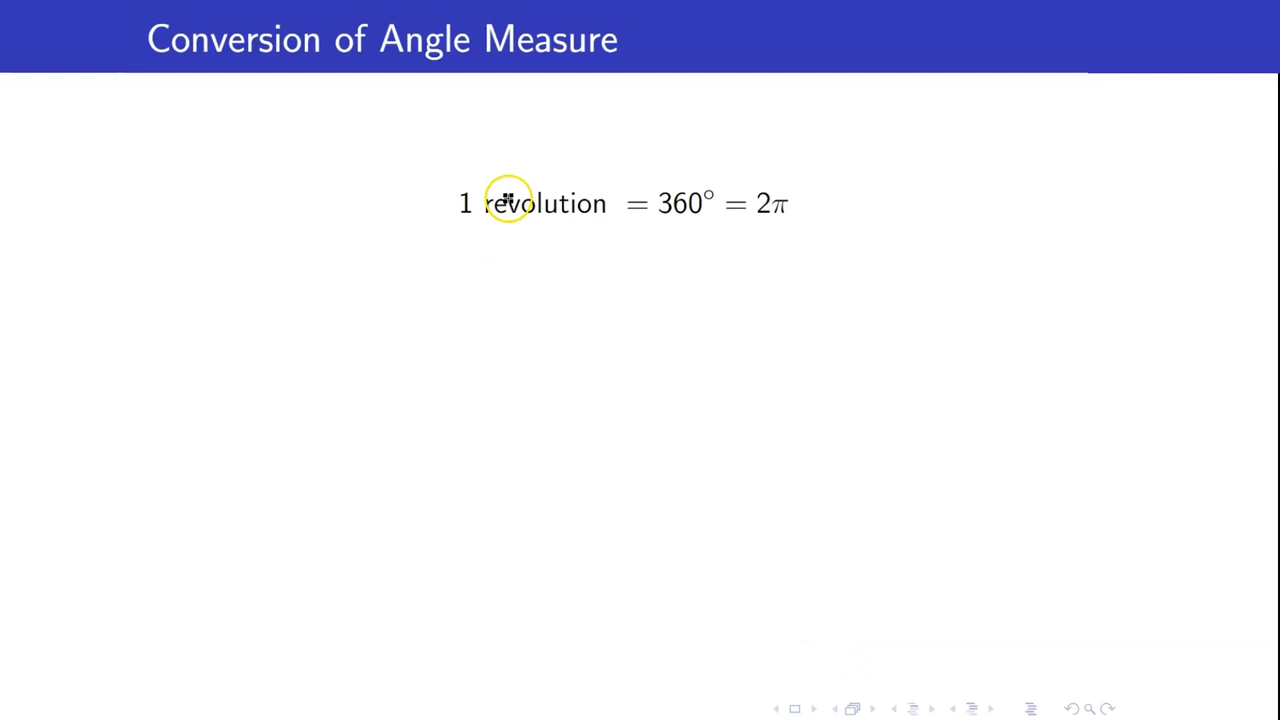 Conversion of Angle Measure
1 revolution = 360° = 2π